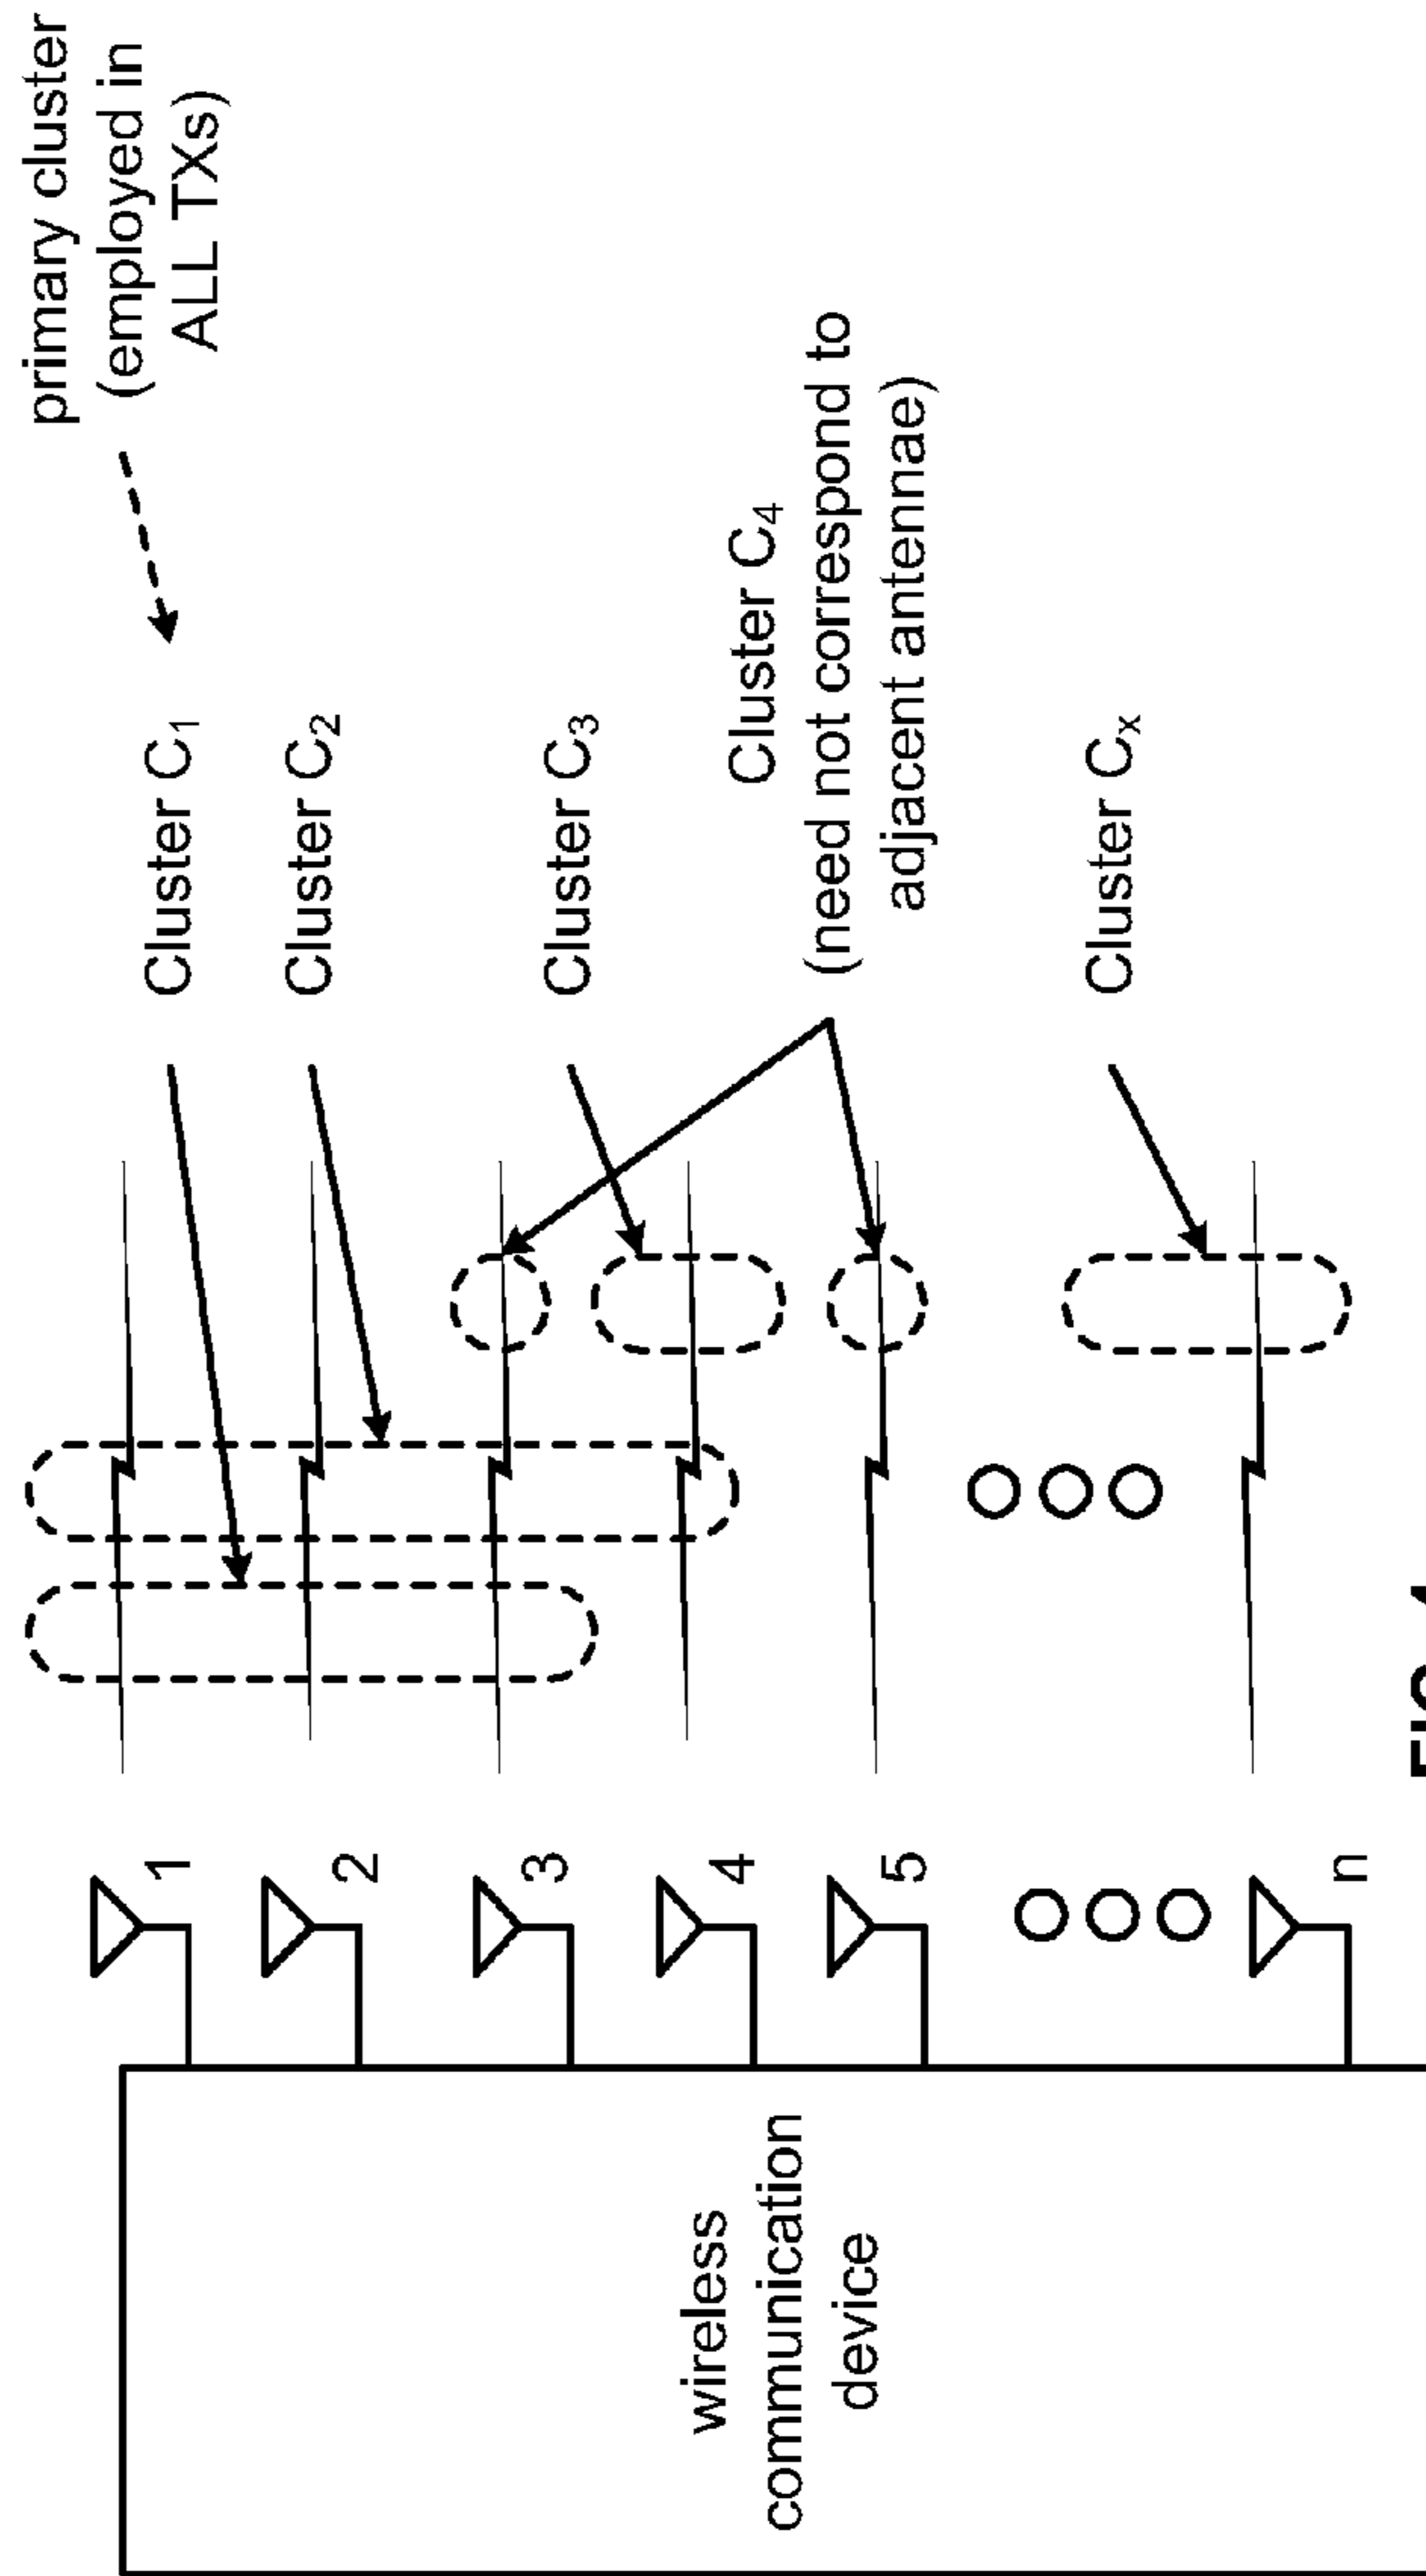 primary cluster
(employed in
ALL TXs)
Cluster C1
Cluster C2
Cluster C3
Cluster C4
(need not correspond to
adjacent antennae)
Cluster Cx
1
2
3
4
5
n
wireless
communication
device